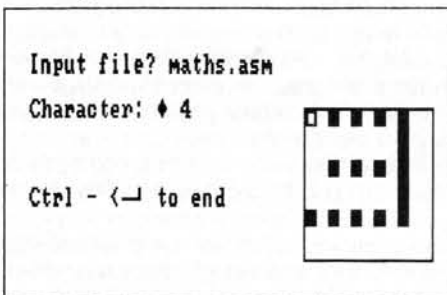 Input file? maths.asm
Character: ♦ 4
Ctrl - <─┘ to end